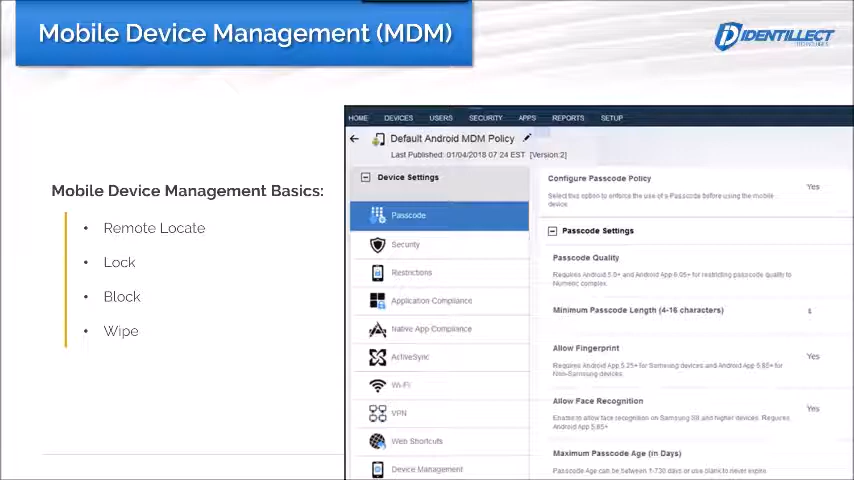 Mobile Device Management (MDM)
IDENTILLECT
TECHNOLOGIES
Mobile Device Management Basics:
• Remote Locate
• Lock
• Block
• Wipe
HOME DEVICES USERS SECURITY APPS REPORTS SETUP
Default Android MDM Policy
Last Published: 01/04/2018 07:24 EST [Version:2]
Device Settings
Passcode
Security
Restrictions
Application Compliance
Native App Compliance
ActiveSync
Wi-Fi
VPN
Web Shortcuts
Device Management
Configure Passcode Policy
Yes
Select this option to enforce the use of a Passcode before using the mobile
device.
Passcode Settings
Passcode Quality
Requires Android 5.0+ and Android App 6.05+ for restricting passcode quality to
Numeric complex.
Minimum Passcode Length (4-16 characters)
Allow Fingerprint
Yes
Requires Android App 5.25+ for Samsung devices and Android App 5.80+ for
Non-Samsung devices.
Allow Face Recognition
Yes
Enable to allow face recognition on Samsung S8 and higher devices. Requires
Android App 5.85+
Maximum Passcode Age (in Days)
Passcode Age can be between 1-730 days or use blank to never expire.